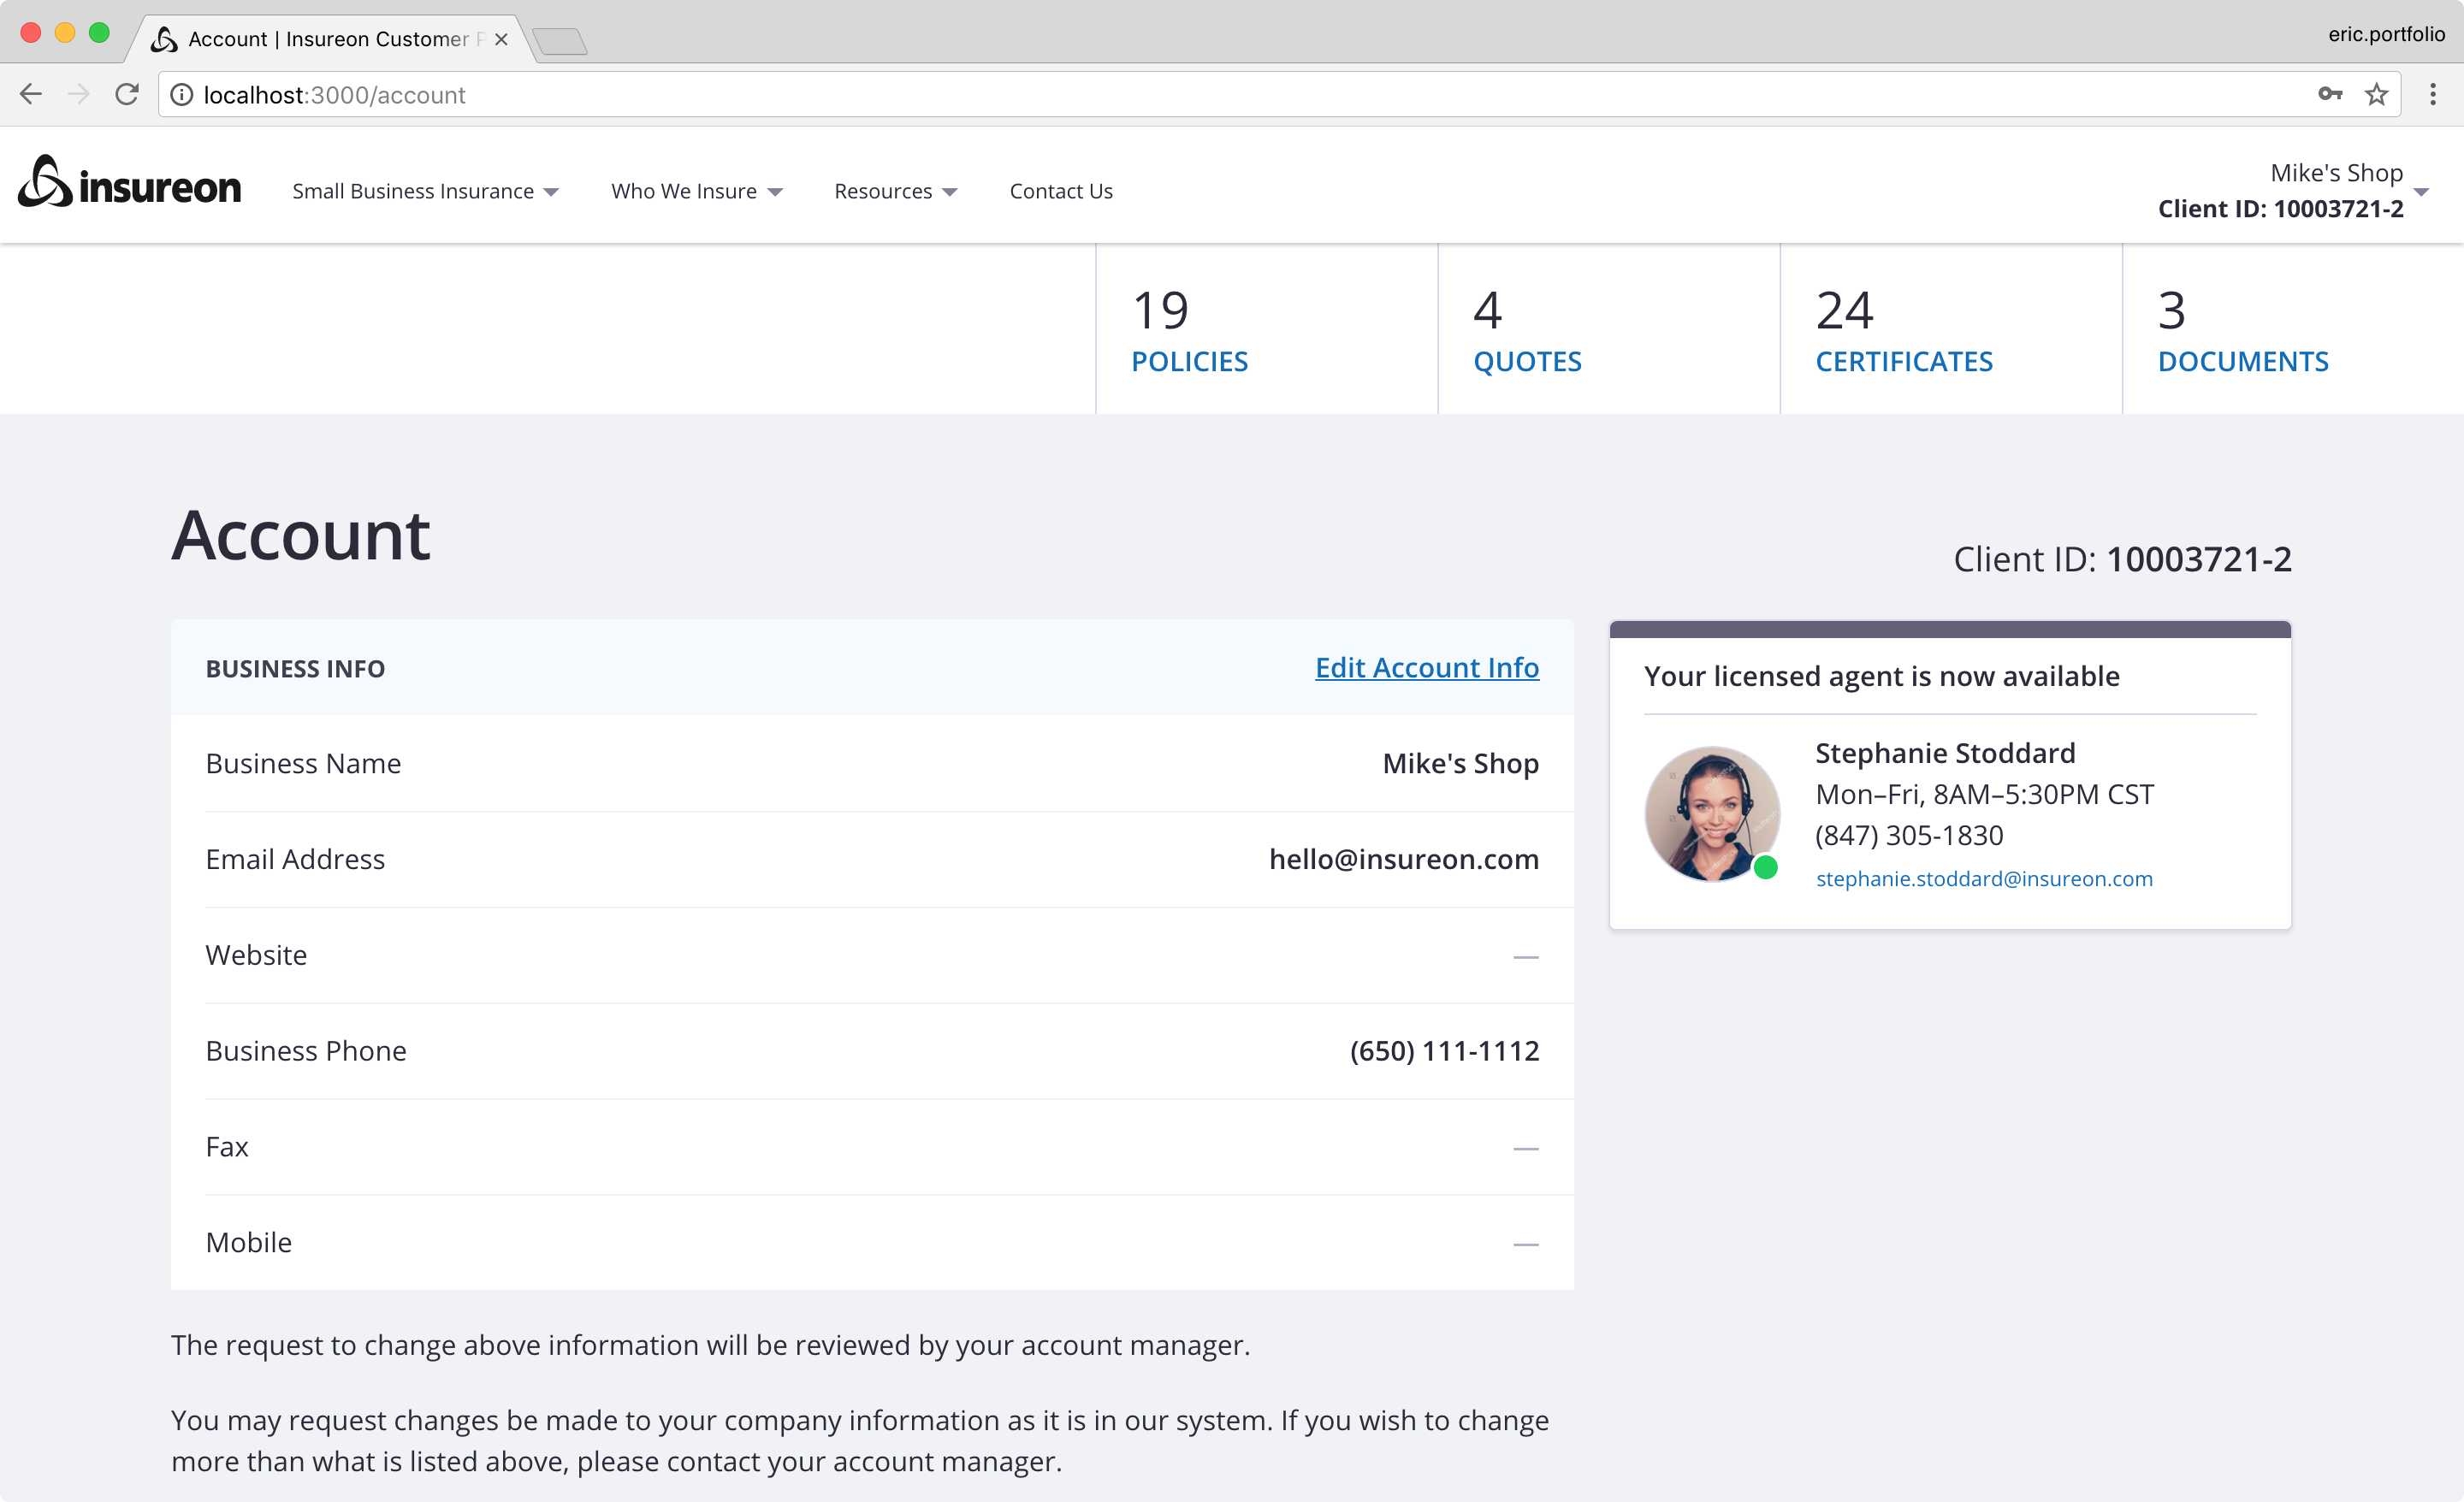 Account | Insureon Customer P
eric.portfolio
localhost:3000/account
insureon
Small Business Insurance
Who We Insure
Resources
Contact Us
Mike's Shop
Client ID: 10003721-2
19
POLICIES
4
QUOTES
24
CERTIFICATES
3
DOCUMENTS
Account
Client ID: 10003721-2
BUSINESS INFO
Edit Account Info
Business Name
Mike's Shop
Email Address
hello@insureon.com
Website
—
Business Phone
(650) 111-1112
Fax
—
Mobile
—
Your licensed agent is now available
Stephanie Stoddard
Mon–Fri, 8AM–5:30PM CST
(847) 305-1830
stephanie.stoddard@insureon.com
The request to change above information will be reviewed by your account manager.
You may request changes be made to your company information as it is in our system. If you wish to change
more than what is listed above, please contact your account manager.